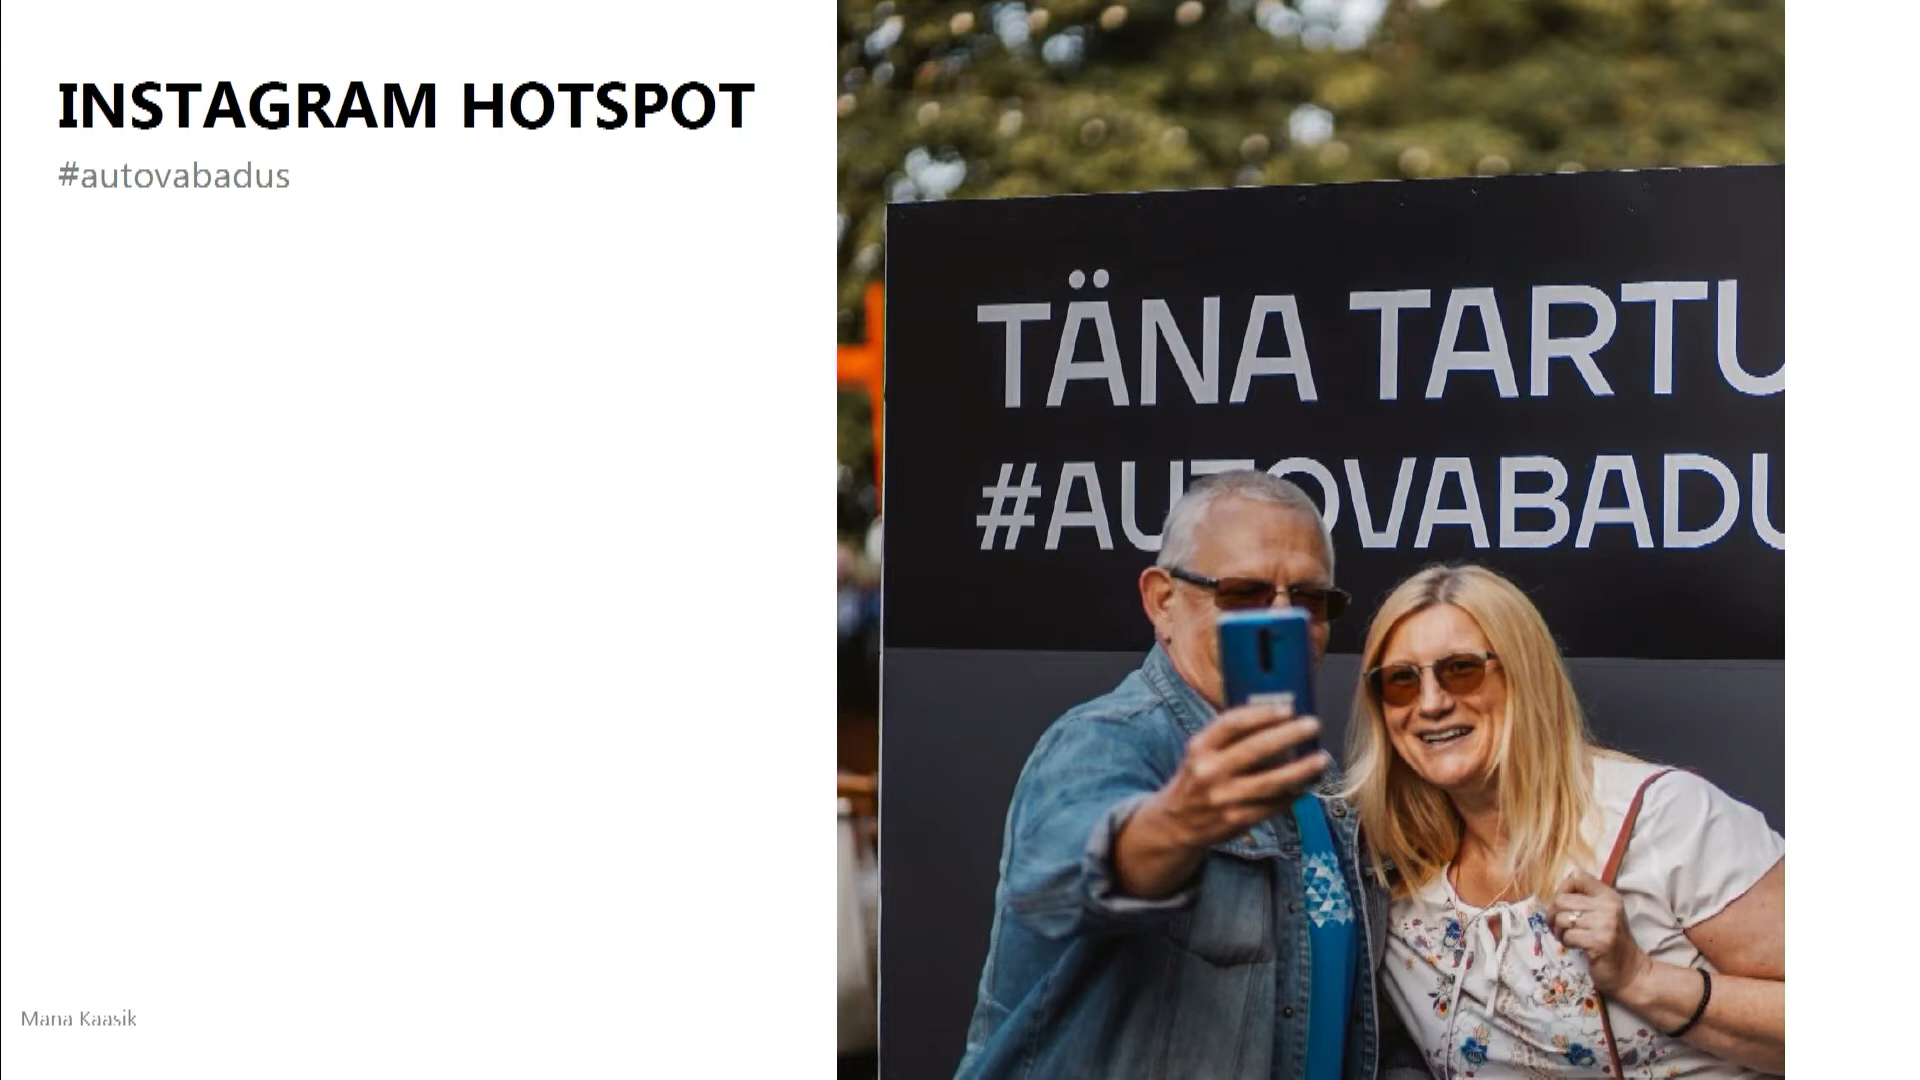 INSTAGRAM HOTSPOT
#autovabadus
TÄNA TARTU
#AUTOVABADU
Mana Kaasik